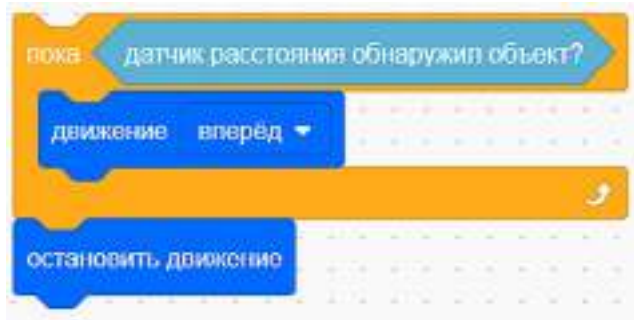 пока датчик расстояния обнаружил объект?
движение вперёд
остановить движение